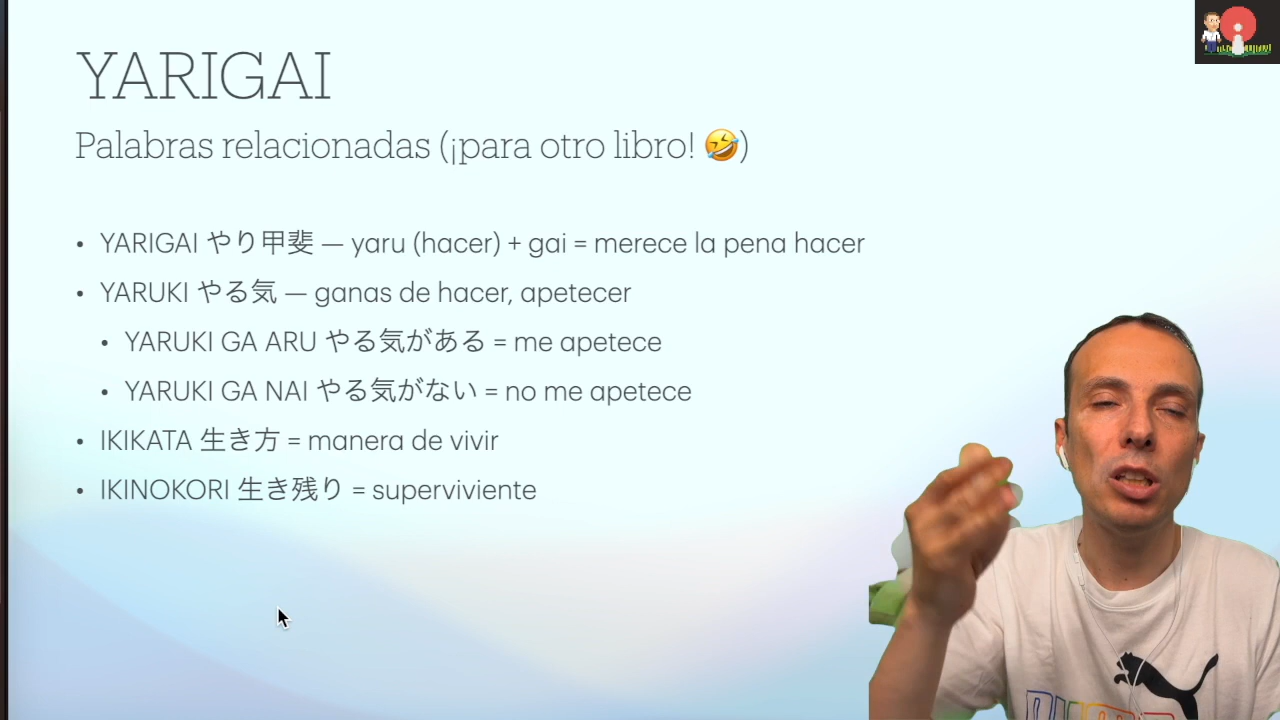 YARIGAI
Palabras relacionadas (¡para otro libro! 🤣)
• YARIGAI やり甲斐 — yaru (hacer) + gai = merece la pena hacer
• YARUKI やる気 — ganas de hacer, apetecer
• YARUKI GA ARU やる気がある = me apetece
• YARUKI GA NAI やる気がない = no me apetece
• IKIKATA 生き方 = manera de vivir
• IKINOKORI 生き残り = superviviente